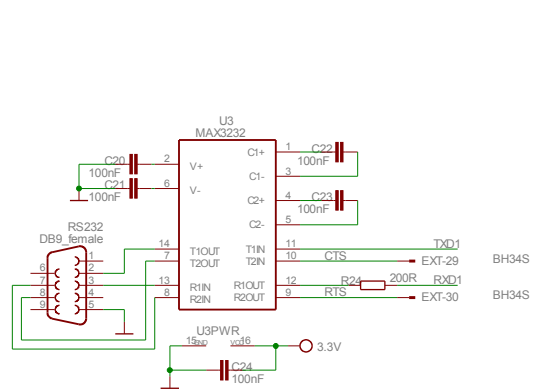 U3
MAX3232
C20
100nF
2
V+
C1+
1
C22
100nF
C21
100nF
6
V-
C1-
3
C2+
4
C23
100nF
C2-
5
RS232
DB9_female
14
T1OUT
T1IN
11
TXD1
7
T2OUT
T2IN
10
CTS
EXT-29
BH34S
1
6
2
7
3
8
4
9
5
13
R1IN
R1OUT
12
R24
200R
RXD1
8
R2IN
R2OUT
9
RTS
EXT-30
BH34S
U3PWR
15
GND
VCC
16
3.3V
C24
100nF